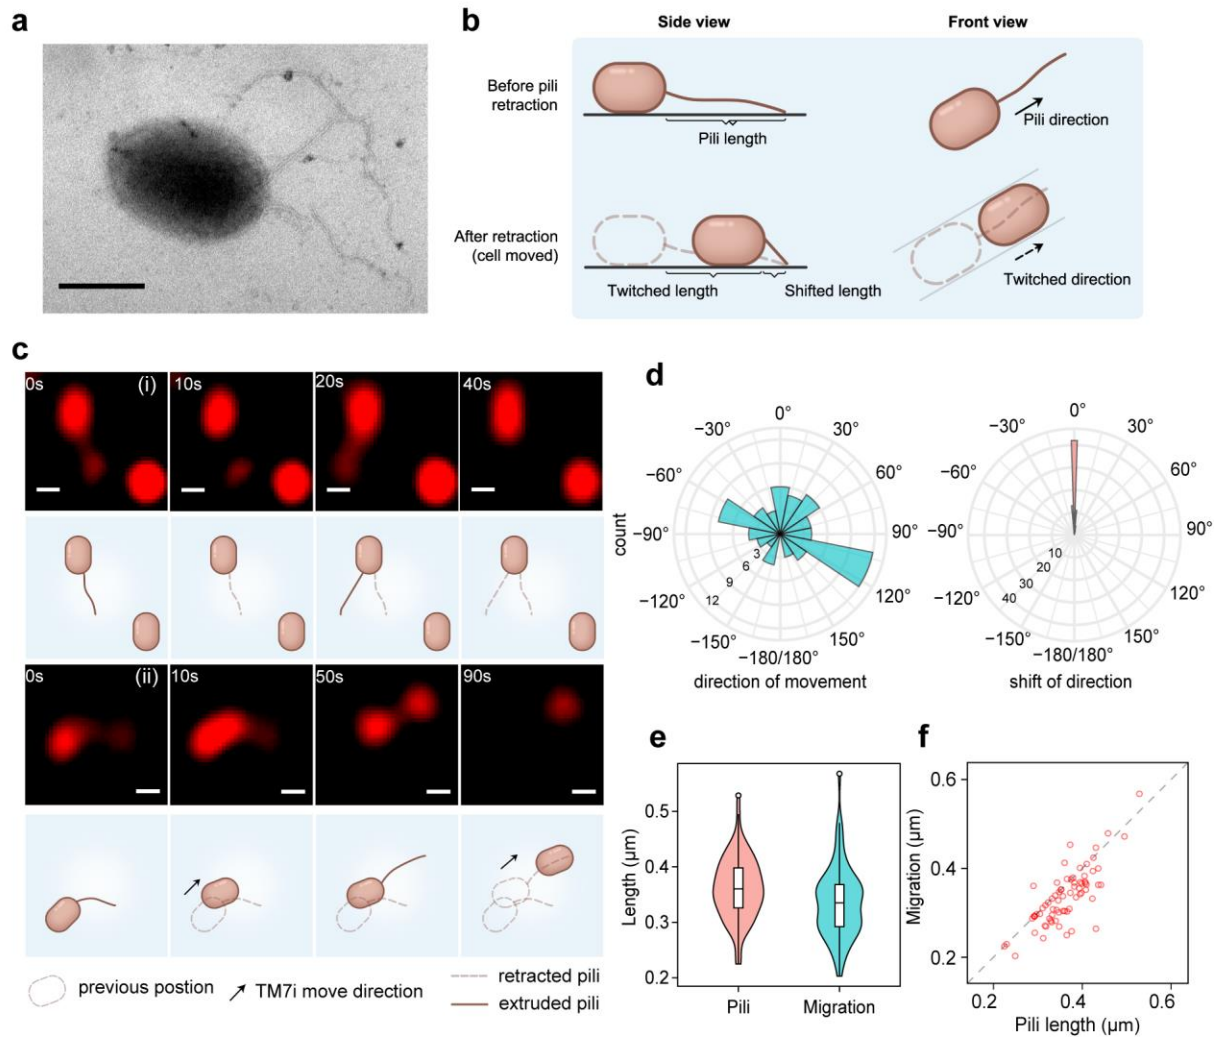 a
b
Side view
Front view
Before pili
retraction
Pili length
Pili direction
After retraction
(cell moved)
Twitched length
Shifted length
Twitched direction
c
0s
(i)
10s
20s
40s
0s
(ii)
10s
50s
90s
previous postion
TM7i move direction
retracted pili
extruded pili
d
0°
30°
60°
90°
120°
150°
−180/180°
−150°
−120°
−90°
−60°
−30°
count
3
6
9
12
direction of movement
0°
30°
60°
90°
120°
150°
−180/180°
−150°
−120°
−90°
−60°
−30°
10
20
30
40
shift of direction
e
Length (µm)
0.5
0.4
0.3
0.2
Pili
Migration
f
Migration (µm)
0.6
0.4
0.2
0.2
0.4
0.6
Pili length (µm)